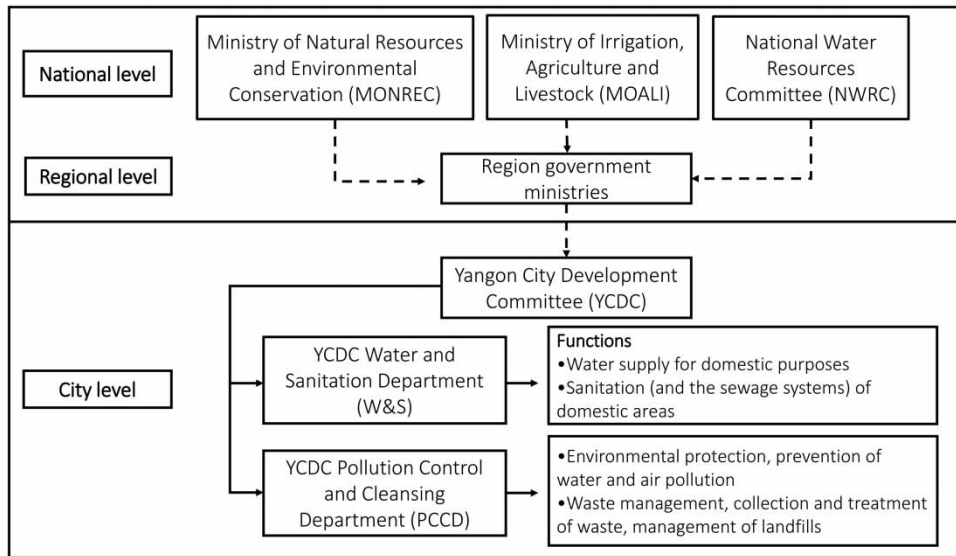 National level
Ministry of Natural Resources
and Environmental
Conservation (MONREC)
Ministry of Irrigation,
Agriculture and
Livestock (MOALI)
National Water
Resources
Committee (NWRC)
Regional level
Region government
ministries
Yangon City Development
Committee (YCDC)
City level
YCDC Water and
Sanitation Department
(W&S)
Functions
•Water supply for domestic purposes
•Sanitation (and the sewage systems) of
domestic areas
YCDC Pollution Control
and Cleansing
Department (PCCD)
•Environmental protection, prevention of
water and air pollution
•Waste management, collection and treatment
of waste, management of landfills